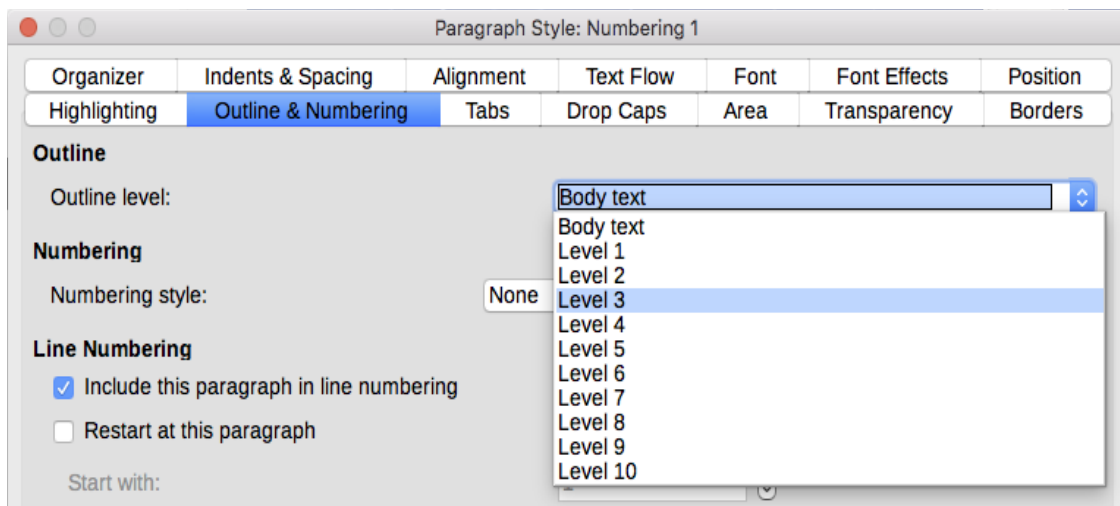 Paragraph Style: Numbering 1
Organizer Indents & Spacing Alignment Text Flow Font Font Effects Position
Highlighting Outline & Numbering Tabs Drop Caps Area Transparency Borders
Outline
Outline level: Body text
Body text
Level 1
Numbering
Level 2
Numbering style: None Level 3
Level 4
Line Numbering Level 5
Level 6
Include this paragraph in line numbering
Level 7
Restart at this paragraph Level 8
Level 9
Start with: Level 10